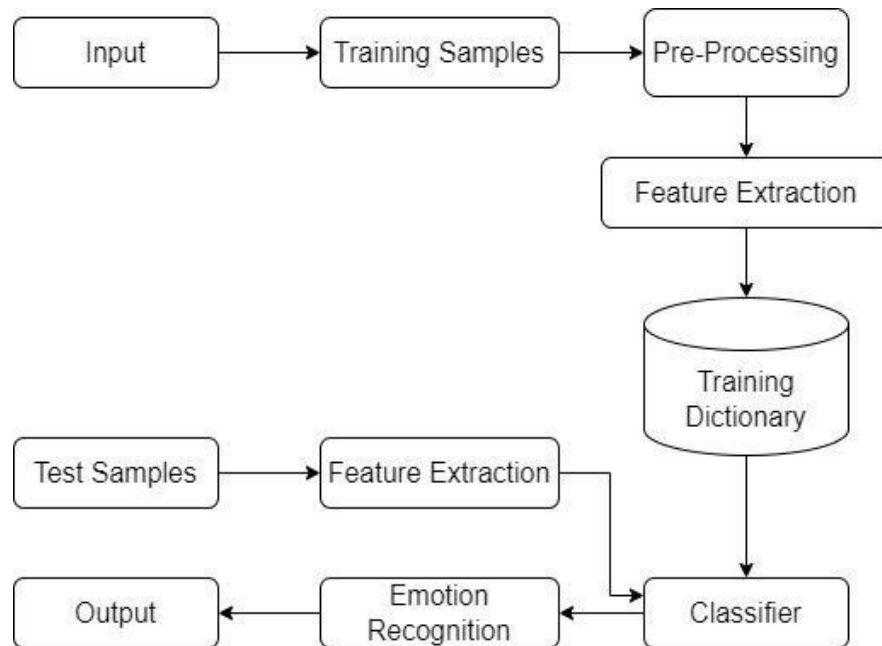 Input
Training Samples
Pre-Processing
Feature Extraction
Training
Dictionary
Test Samples
Feature Extraction
Output
Emotion
Recognition
Classifier